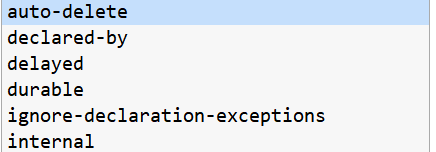 auto-delete
declared-by
delayed
durable
ignore-declaration-exceptions
internal